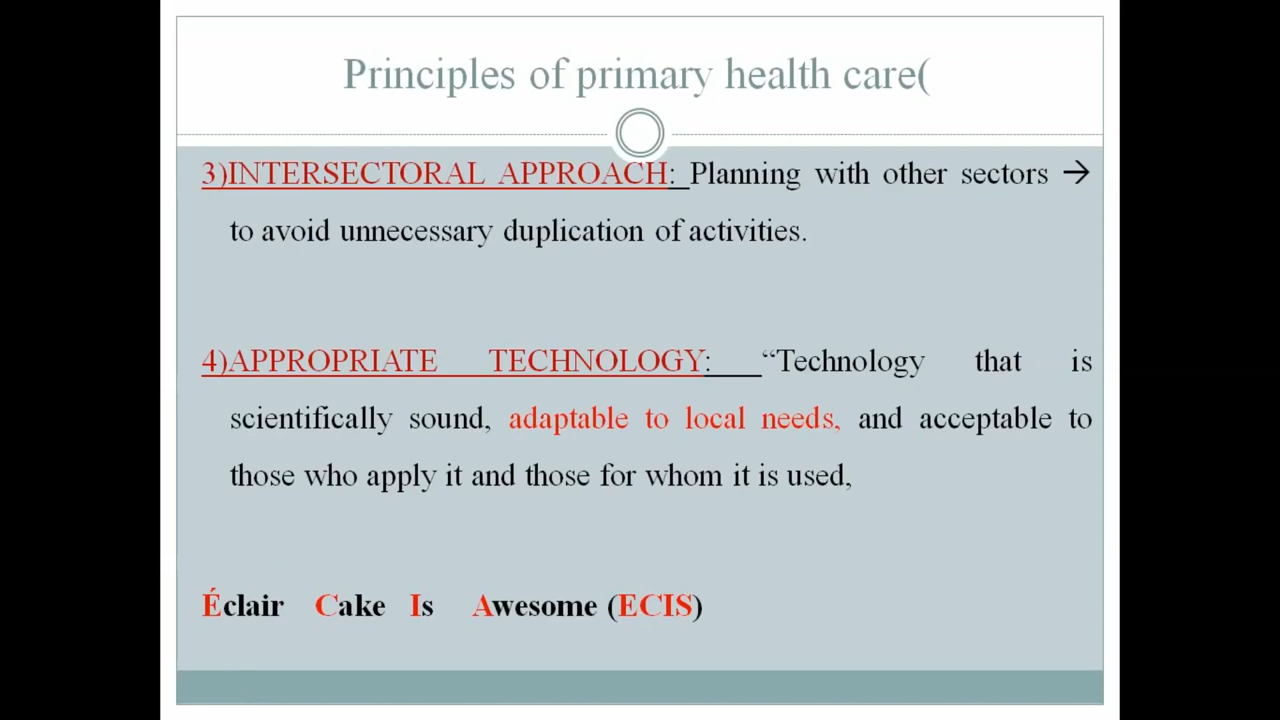 Principles of primary health care(
3)INTERSECTORAL APPROACH: Planning with other sectors →
to avoid unnecessary duplication of activities.
4)APPROPRIATE TECHNOLOGY: “Technology that is
scientifically sound, adaptable to local needs, and acceptable to
those who apply it and those for whom it is used,
Éclair Cake Is Awesome (ECIS)